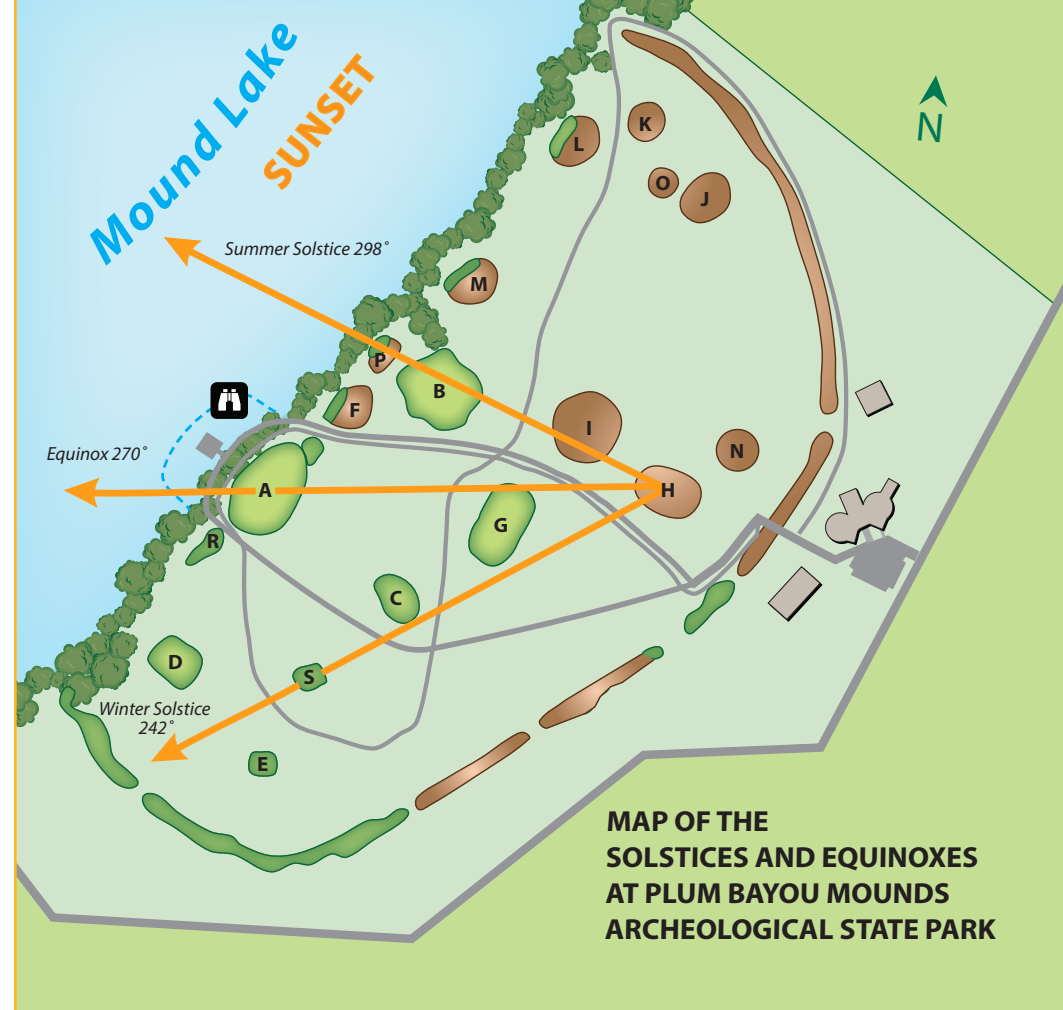 Mound Lake
SUNSET
N
K
L
O
J
Summer Solstice 298˚
M
P
B
F
I
Equinox 270˚
N
A
H
G
R
C
D
S
Winter Solstice
242˚
E
MAP OF THE
SOLSTICES AND EQUINOXES
AT PLUM BAYOU MOUNDS
ARCHEOLOGICAL STATE PARK